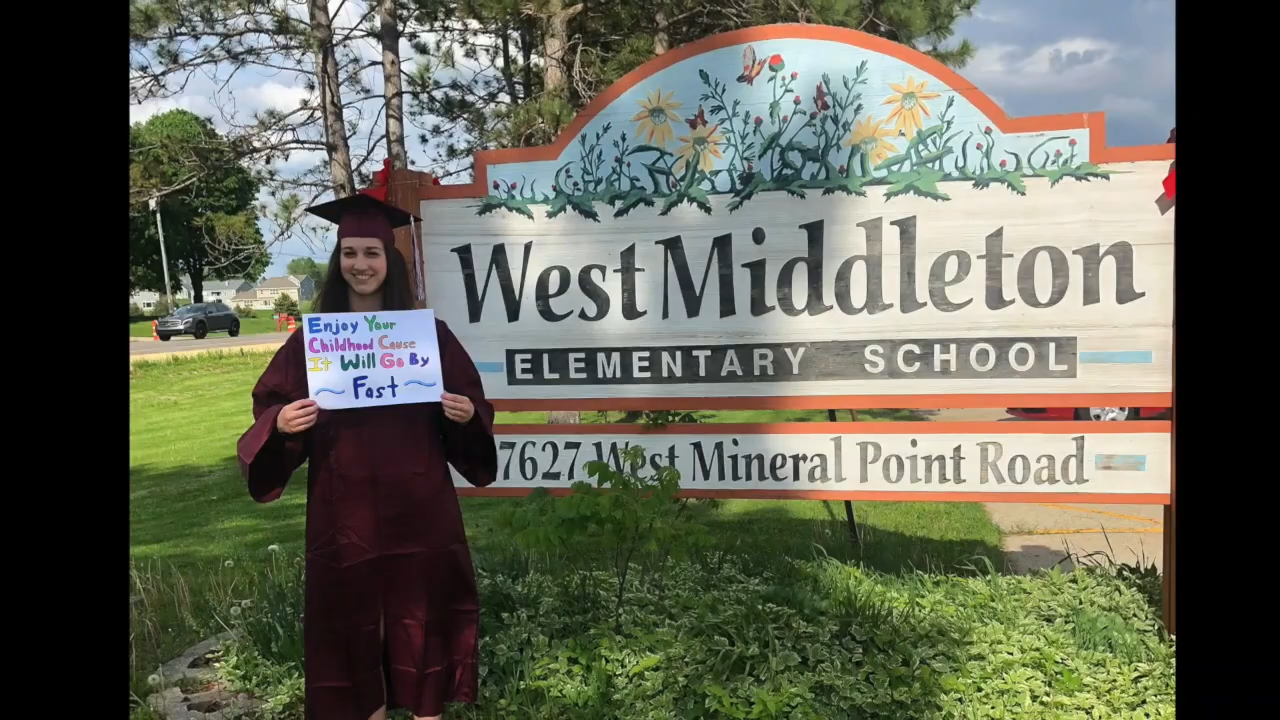 Enjoy Your
Childhood Cause
It Will Go By
Fast
West Middleton
ELEMENTARY SCHOOL
7627 West Mineral Point Road